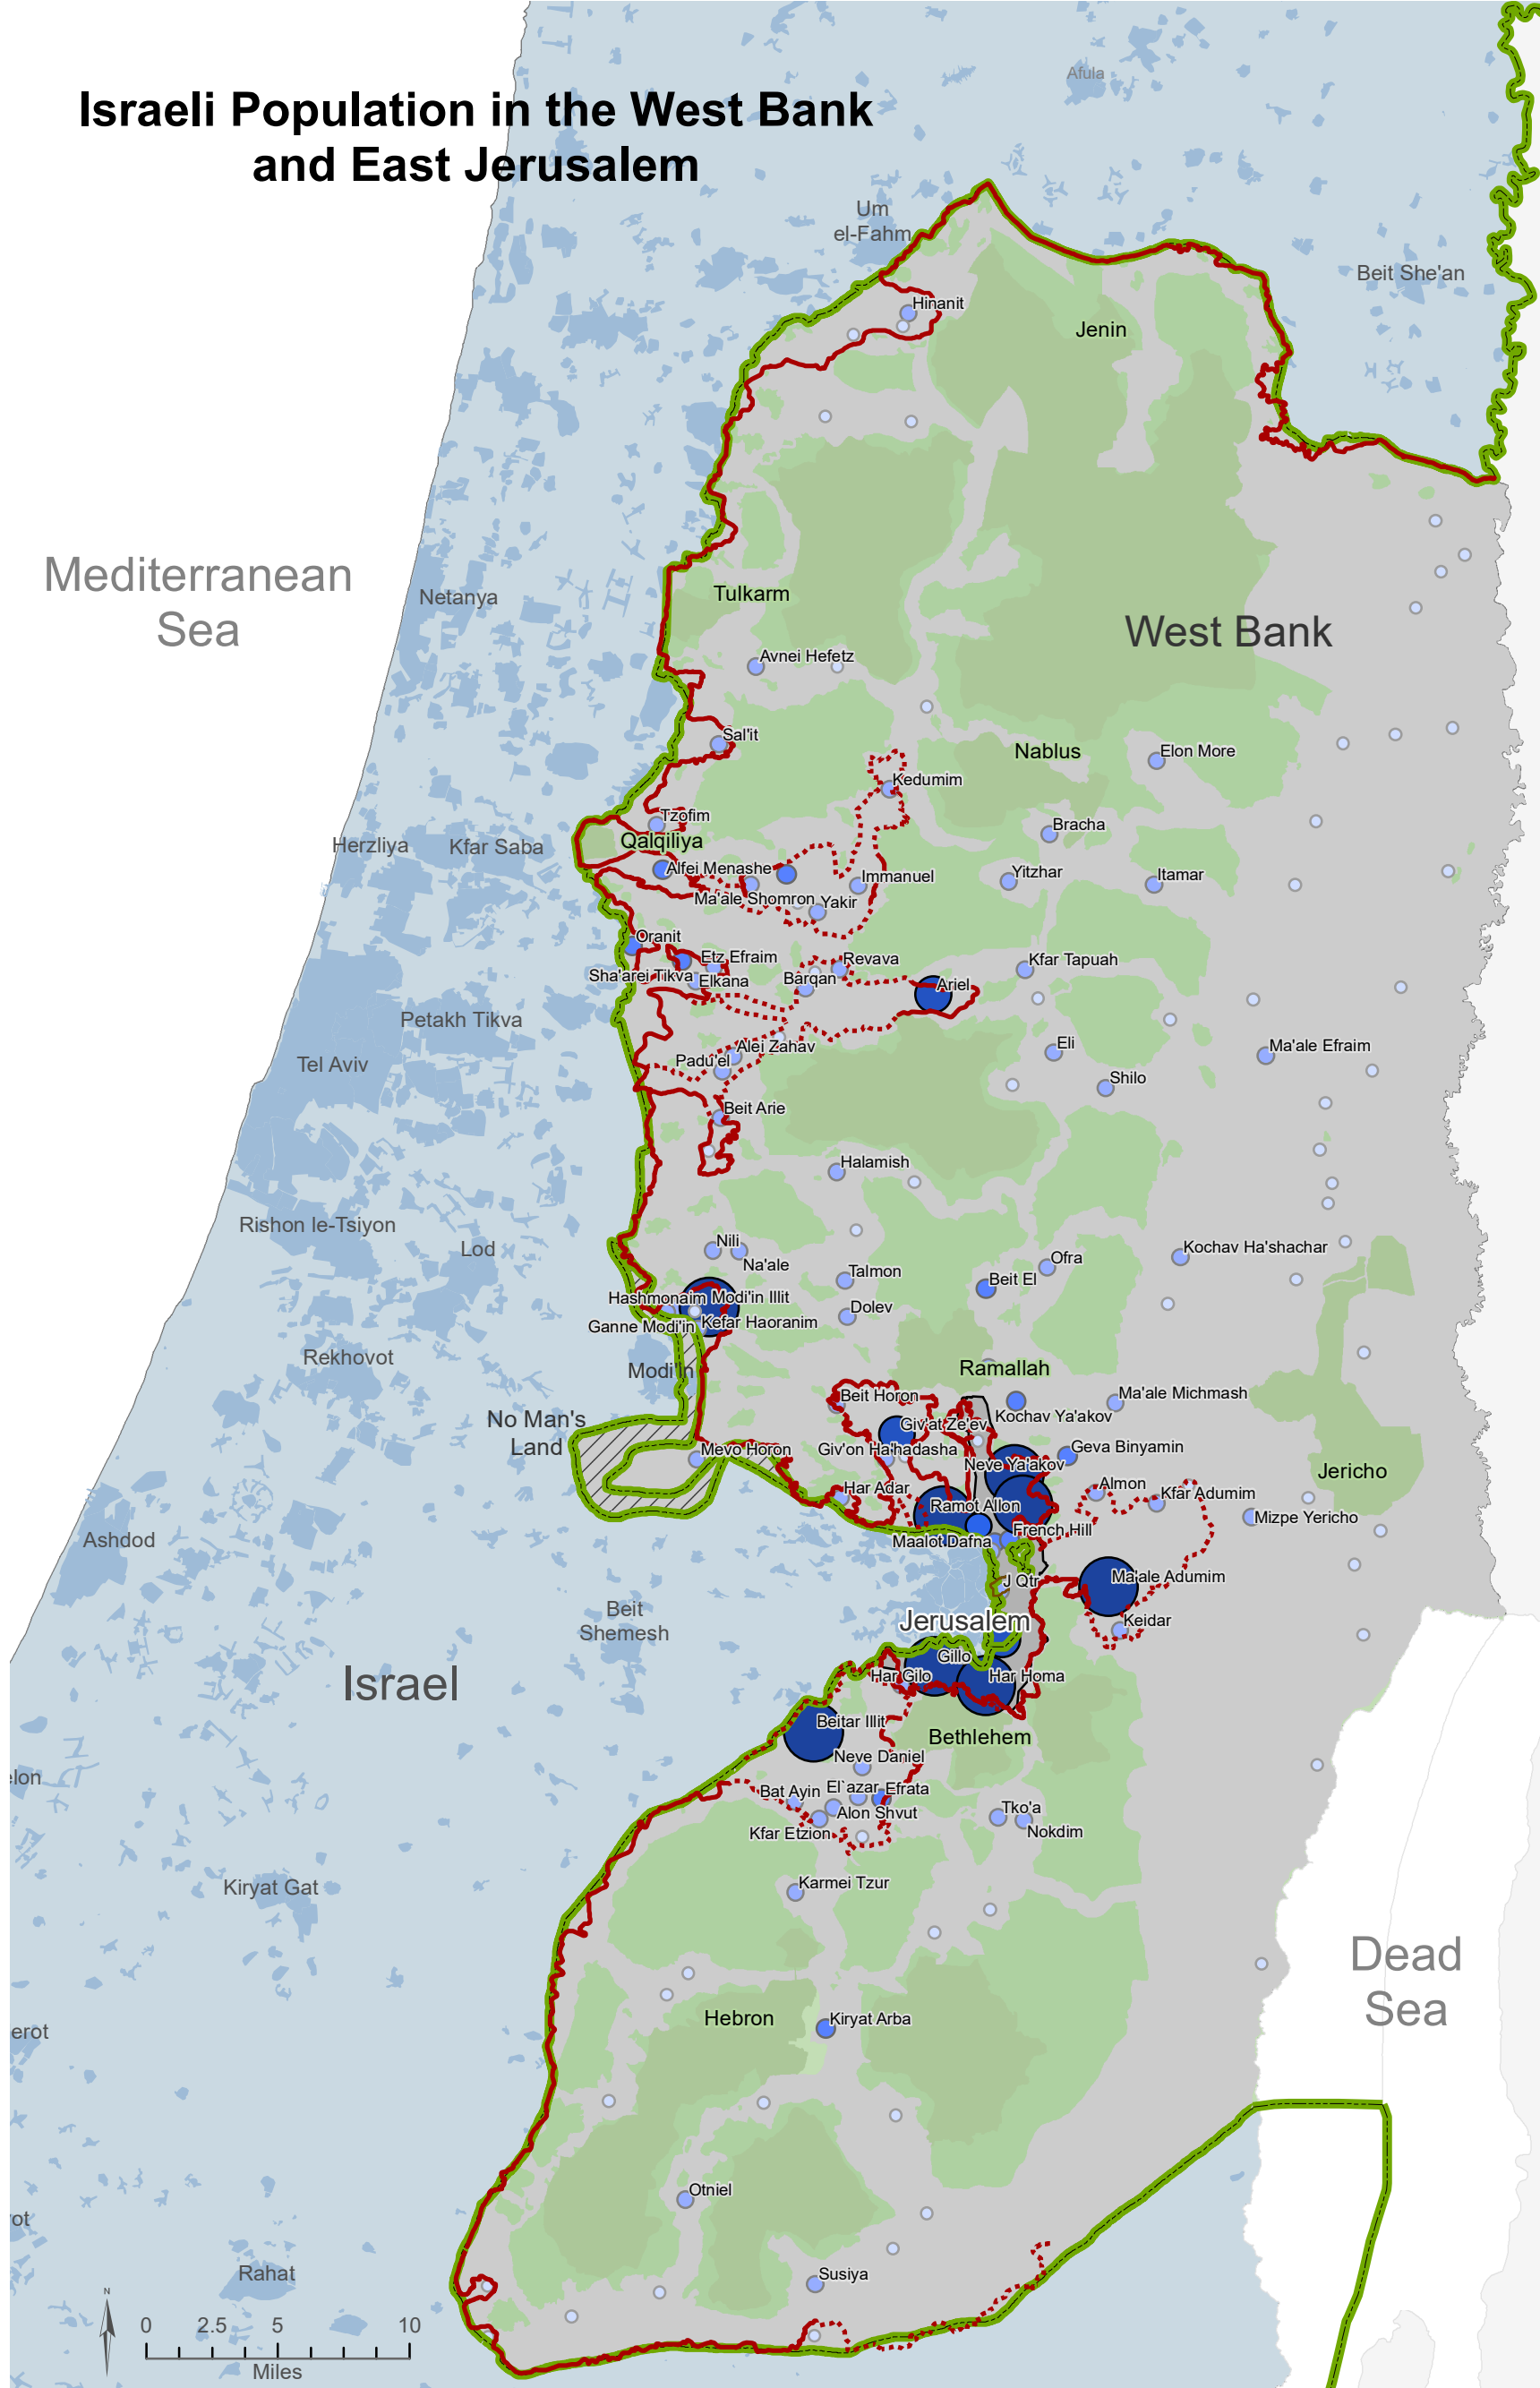 Israeli Population in the West Bank
and East Jerusalem
Afula
Um
el-Fahm
Beit She'an
Hinanit
Jenin
Mediterranean
Sea
Netanya
Tulkarm
West Bank
Avnei Hefetz
Sal'it
Nablus
Elon More
Kedumim
Tzofim
Bracha
Qalqiliya
Herzliya
Kfar Saba
Alfei Menashe
Immanuel
Yitzhar
Itamar
Ma'ale Shomron
Yakir
Oranit
Etz Efraim
Revava
Kfar Tapuah
Sha'arei Tikva
Elkana
Barqan
Ariel
Petakh Tikva
Alei Zahav
Eli
Ma'ale Efraim
Tel Aviv
Padu'el
Shilo
Beit Arie
Halamish
Rishon le-Tsiyon
Nili
Lod
Na'ale
Kochav Ha'shachar
Ofra
Talmon
Beit El
Hashmonaim
Modi'in Illit
Dolev
Ganne Modi'in
Kefar Haoranim
Rekhovot
Modi'in
Ramallah
Beit Horon
Ma'ale Michmash
No Man's
Land
Kochav Ya'akov
Giv'at Ze'ev
Mevo Horon
Giv'on Ha'hadasha
Geva Binyamin
Neve Ya'akov
Jericho
Har Adar
Almon
Kfar Adumim
Ramot Allon
Mizpe Yericho
French Hill
Ashdod
Maalot Dafna
J Qtr
Ma'ale Adumim
Beit
Shemesh
Jerusalem
Keidar
Gillo
Israel
Har Gilo
Har Homa
Beitar Illit
Bethlehem
Neve Daniel
elon
Bat Ayin
El`azar
Efrata
Alon Shvut
Tko'a
Kfar Etzion
Nokdim
Karmei Tzur
Kiryat Gat
Dead
Sea
Hebron
Kiryat Arba
erot
Otniel
ot
Rahat
Susiya
N
0 2.5 5 10
Miles